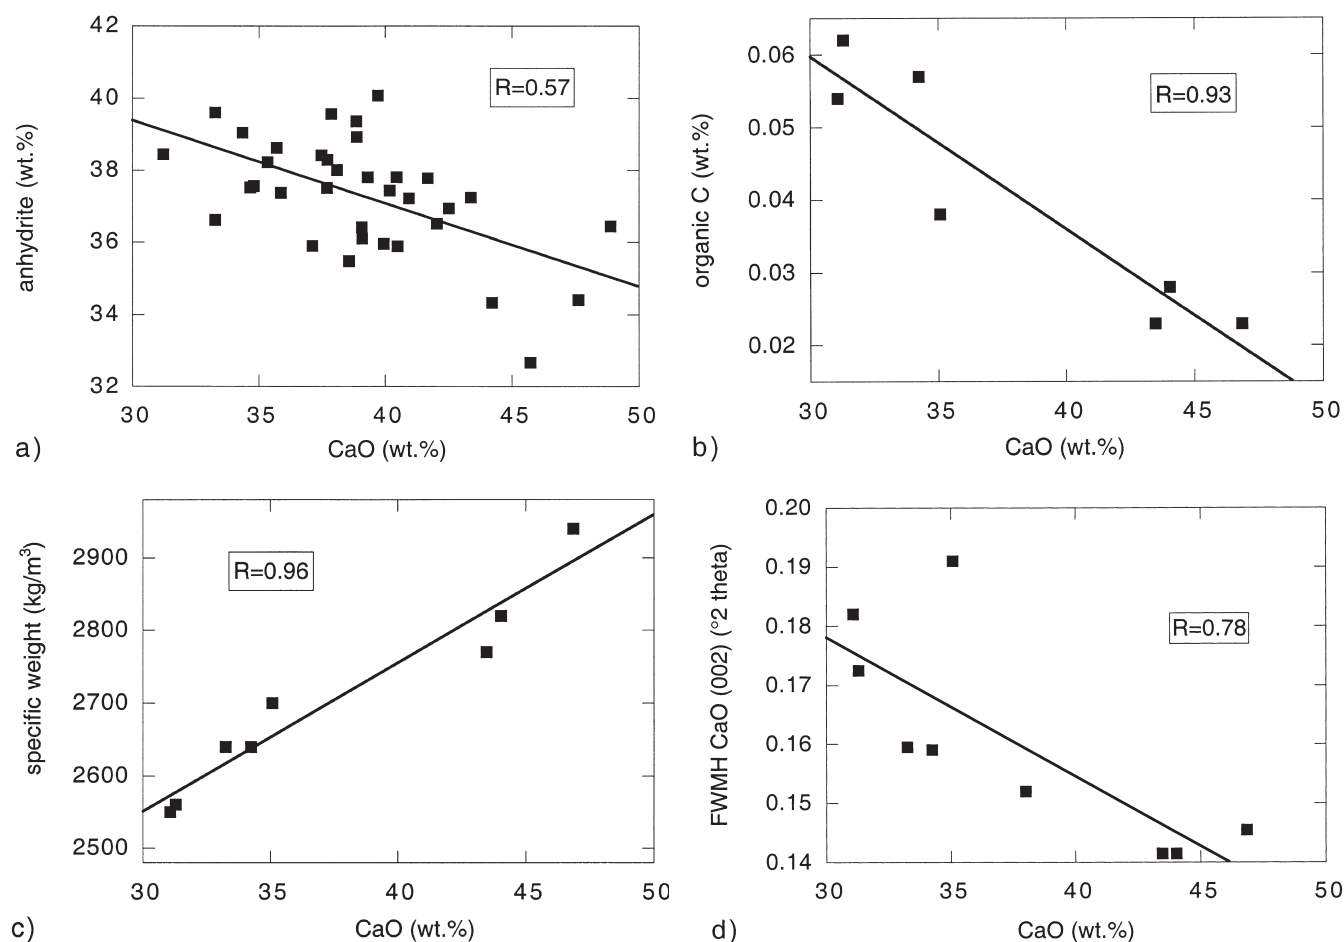 42
40
38
36
34
32
anhydrite (wt.%)
R=0.57
30 35 40 45 50
CaO (wt.%)
a)
0.06
0.05
0.04
0.03
0.02
organic C (wt.%)
R=0.93
30 35 40 45 50
CaO (wt.%)
b)
2900
2800
2700
2600
2500
specific weight (kg/m³)
R=0.96
30 35 40 45 50
CaO (wt.%)
c)
0.20
0.19
0.18
0.17
0.16
0.15
0.14
FWMH CaO (002) (°2 theta)
R=0.78
30 35 40 45 50
CaO (wt.%)
d)